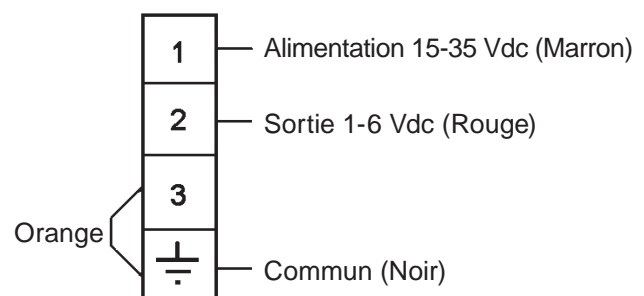 1 Alimentation 15-35 Vdc (Marron)
2 Sortie 1-6 Vdc (Rouge)
3
Orange
Commun (Noir)